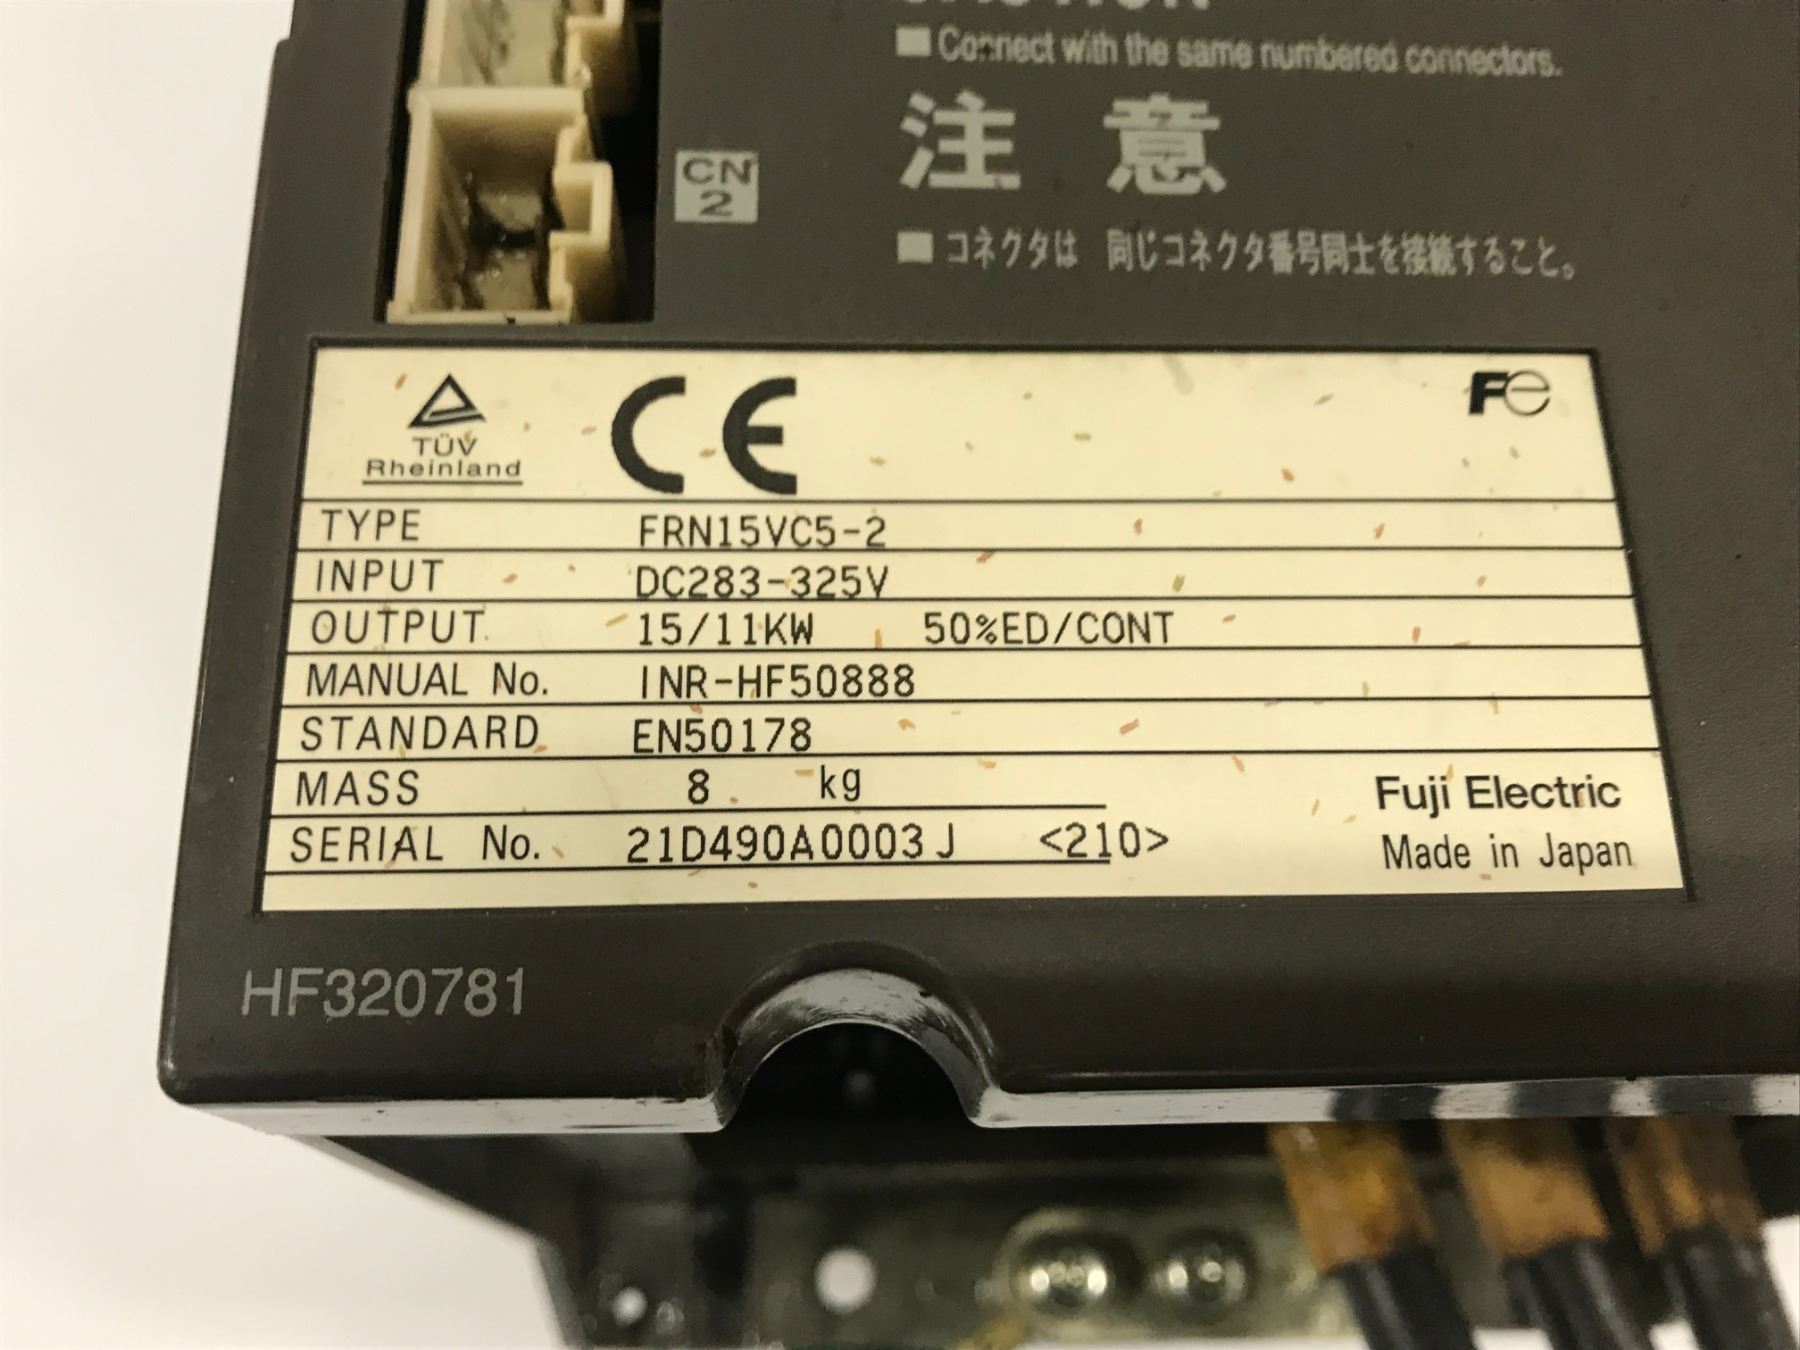 ■ Connect with the same numbered connectors.
注 意
CN
2
■ コネクタは 同じコネクタ番号同士を接続すること。
TÜV
Rheinland
CE
Fe
TYPE FRN15VC5-2
INPUT DC283-325V
OUTPUT 15/11KW 50%ED/CONT
MANUAL No. INR-HF50888
STANDARD EN50178
MASS 8 kg
SERIAL No. 21D490A0003J <210>
Fuji Electric
Made in Japan
HF320781